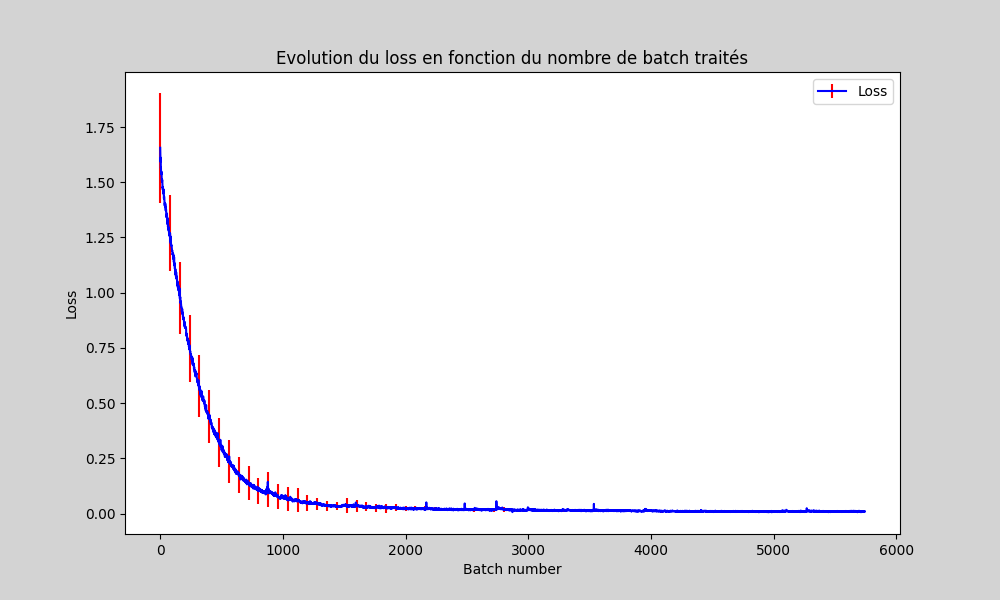 Evolution du loss en fonction du nombre de batch traités
Loss
1.75
1.50
1.25
1.00
0.75
0.50
0.25
0.00
Loss
0 1000 2000 3000 4000 5000 6000
Batch number